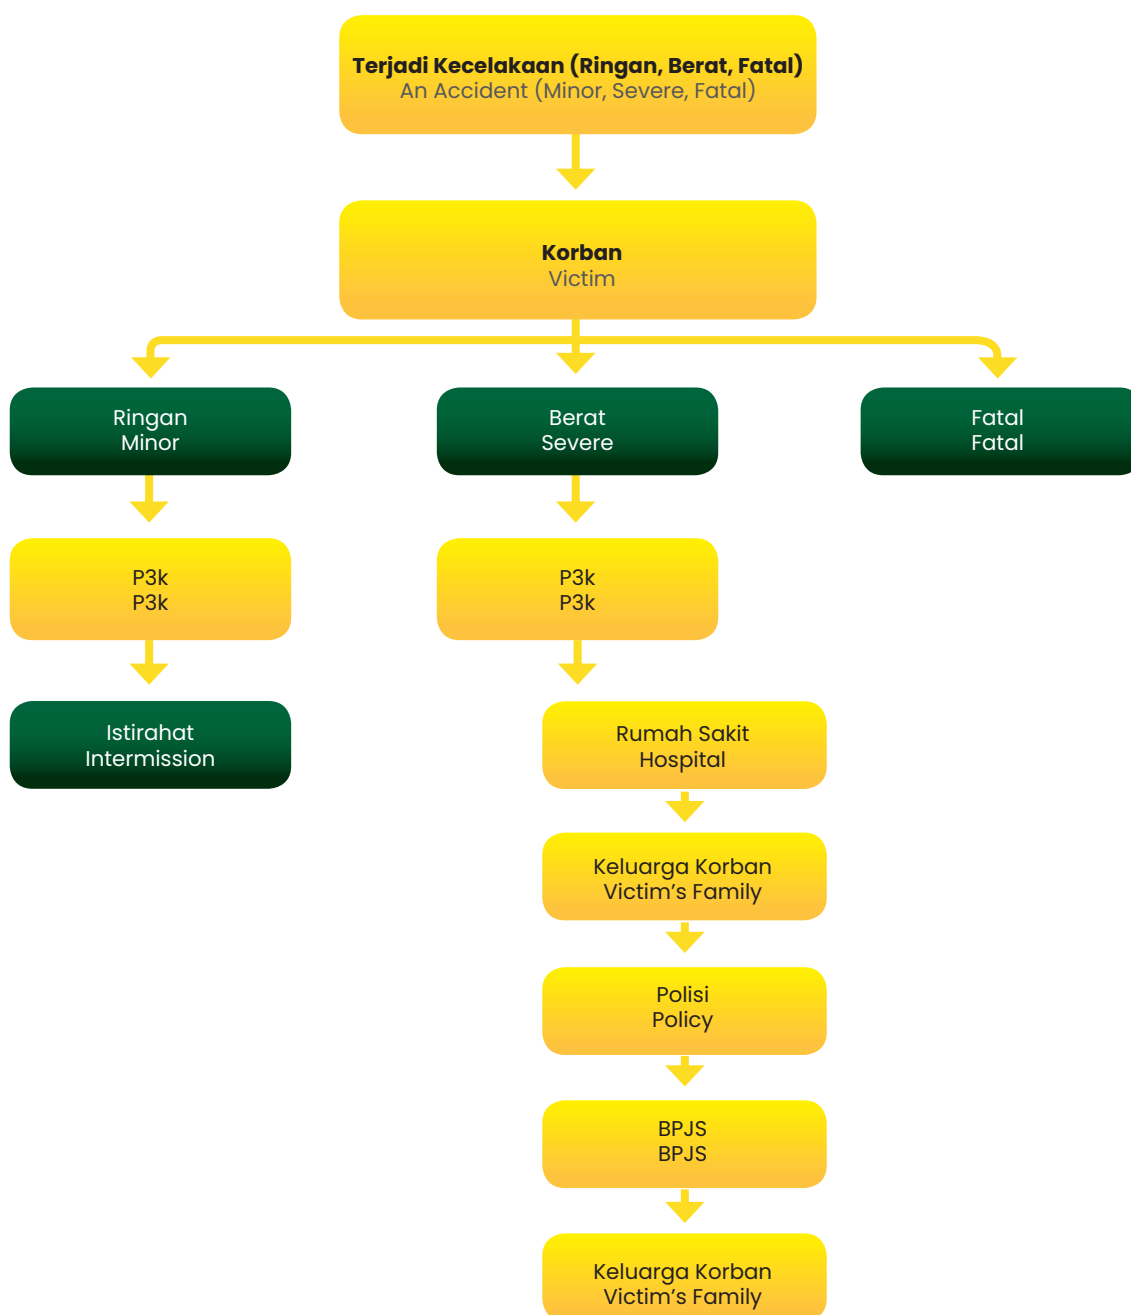 Terjadi Kecelakaan (Ringan, Berat, Fatal)
An Accident (Minor, Severe, Fatal)
Korban
Victim
Ringan
Minor
Berat
Severe
Fatal
Fatal
P3k
P3k
P3k
P3k
Istirahat
Intermission
Rumah Sakit
Hospital
Keluarga Korban
Victim’s Family
Polisi
Policy
BPJS
BPJS
Keluarga Korban
Victim’s Family